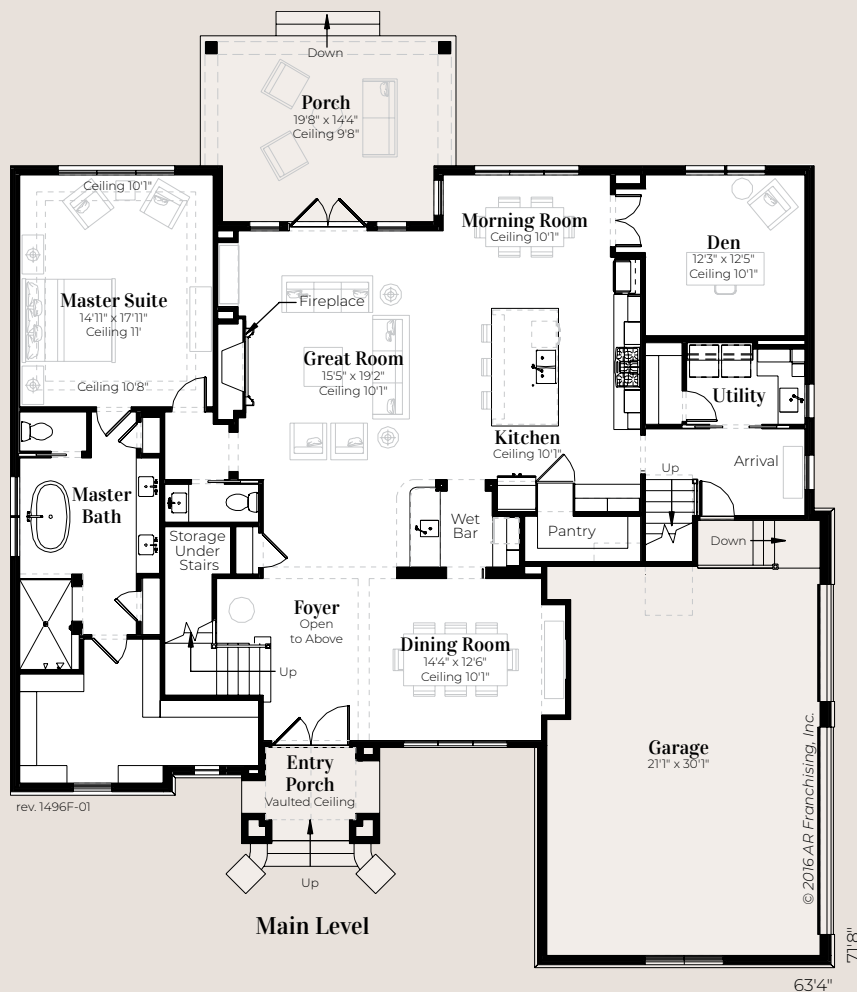 Down
Porch
19'8" x 14'4"
Ceiling 9'8"
Ceiling 10'1"
Master Suite
14'11" x 17'11"
Ceiling 11'
Ceiling 10'8"
Fireplace
Great Room
15'5" x 19'2"
Ceiling 10'1"
Morning Room
Ceiling 10'1"
Den
12'3" x 12'5"
Ceiling 10'1"
Kitchen
Ceiling 10'1"
Utility
Arrival
Up
Master
Bath
Storage
Under
Stairs
Wet
Bar
Pantry
Down
Foyer
Open
to Above
Up
Dining Room
14'4" x 12'6"
Ceiling 10'1"
Garage
21'1" x 30'1"
Entry
Porch
Vaulted Ceiling
Up
rev. 1496F-01
© 2016 AR Franchising, Inc.
Main Level
71'8"
63'4"